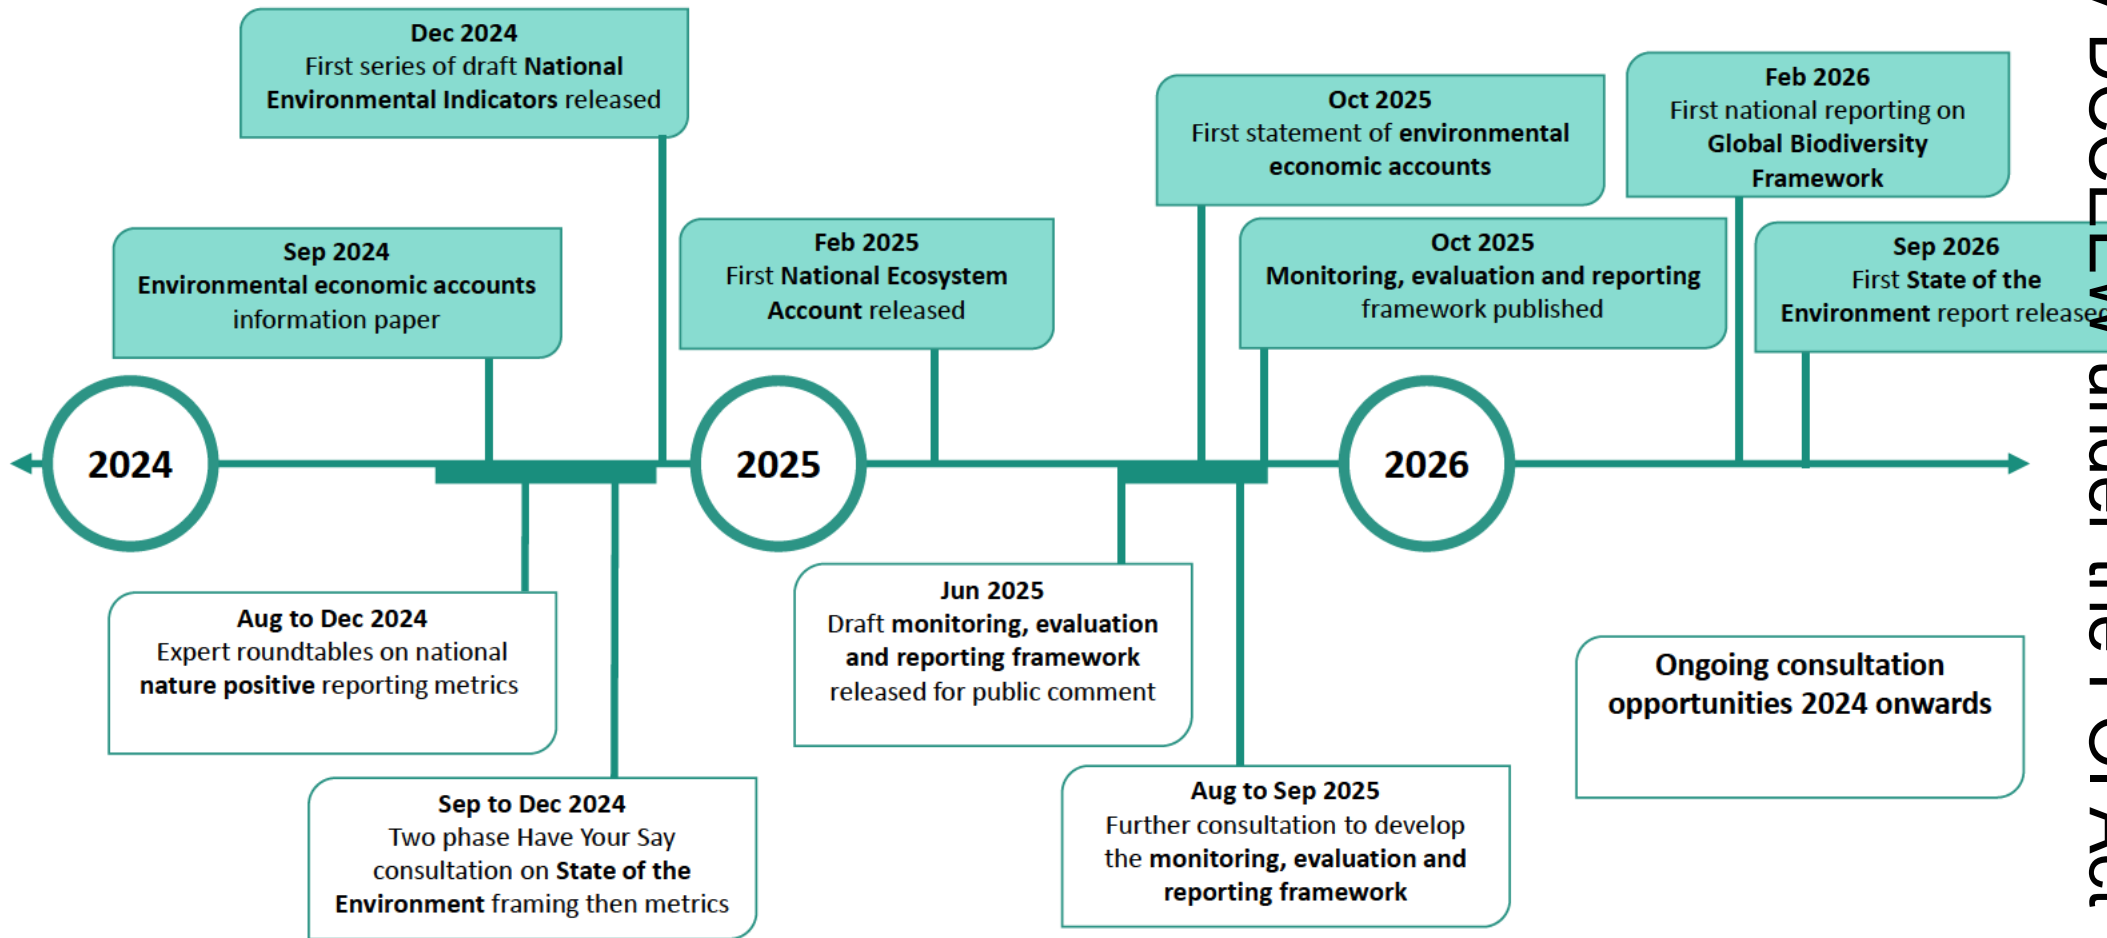 Dec 2024
First series of draft National
Environmental Indicators released
Sep 2024
Environmental economic accounts
information paper
Feb 2025
First National Ecosystem
Account released
Oct 2025
First statement of environmental
economic accounts
Oct 2025
Monitoring, evaluation and reporting
framework published
Feb 2026
First national reporting on
Global Biodiversity
Framework
Sep 2026
First State of the
Environment report released
2024
2025
2026
Aug to Dec 2024
Expert roundtables on national
nature positive reporting metrics
Sep to Dec 2024
Two phase Have Your Say
consultation on State of the
Environment framing then metrics
Jun 2025
Draft monitoring, evaluation
and reporting framework
released for public comment
Aug to Sep 2025
Further consultation to develop
the monitoring, evaluation and
reporting framework
Ongoing consultation
opportunities 2024 onwards
DCCEEW under the FOI Act